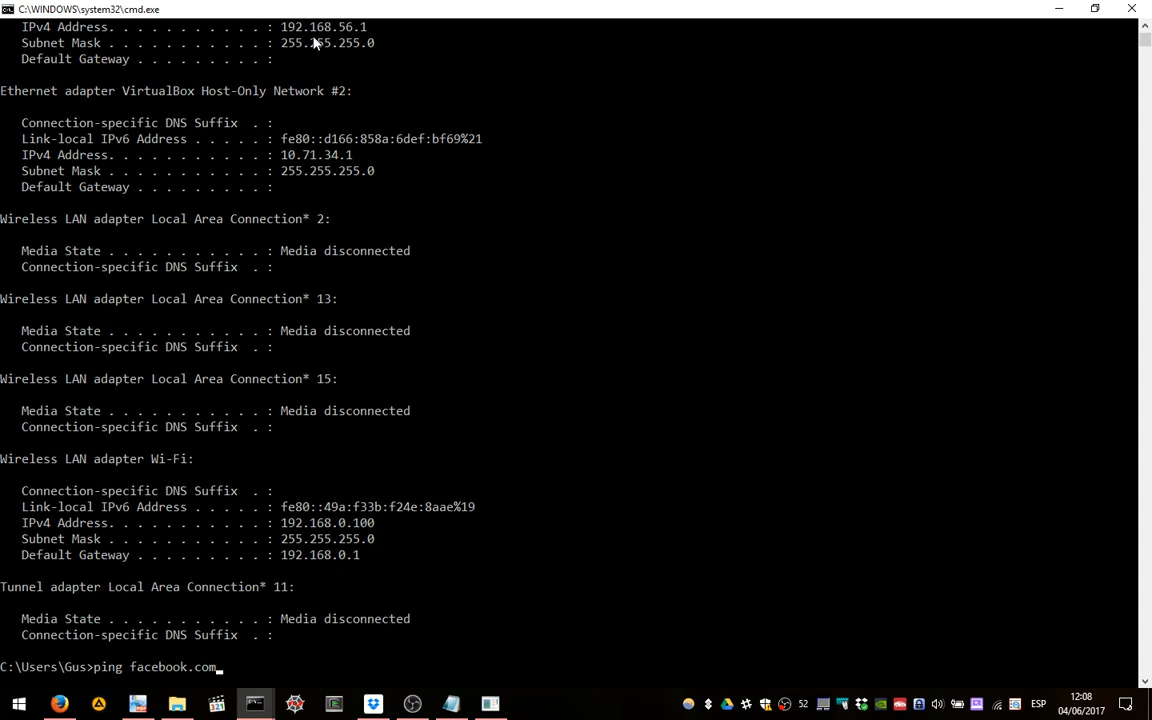 C:\WINDOWS\system32\cmd.exe
IPv4 Address. . . . . . . . . . . : 192.168.56.1
Subnet Mask . . . . . . . . . . . : 255.255.255.0
Default Gateway . . . . . . . . . :
Ethernet adapter VirtualBox Host-Only Network #2:
Connection-specific DNS Suffix  . :
Link-local IPv6 Address . . . . . : fe80::d166:858a:6def:bf69%21
IPv4 Address. . . . . . . . . . . : 10.71.34.1
Subnet Mask . . . . . . . . . . . : 255.255.255.0
Default Gateway . . . . . . . . . :
Wireless LAN adapter Local Area Connection* 2:
Media State . . . . . . . . . . . : Media disconnected
Connection-specific DNS Suffix  . :
Wireless LAN adapter Local Area Connection* 13:
Media State . . . . . . . . . . . : Media disconnected
Connection-specific DNS Suffix  . :
Wireless LAN adapter Local Area Connection* 15:
Media State . . . . . . . . . . . : Media disconnected
Connection-specific DNS Suffix  . :
Wireless LAN adapter Wi-Fi:
Connection-specific DNS Suffix  . :
Link-local IPv6 Address . . . . . : fe80::49a:f33b:f24e:8aae%19
IPv4 Address. . . . . . . . . . . : 192.168.0.100
Subnet Mask . . . . . . . . . . . : 255.255.255.0
Default Gateway . . . . . . . . . : 192.168.0.1
Tunnel adapter Local Area Connection* 11:
Media State . . . . . . . . . . . : Media disconnected
Connection-specific DNS Suffix  . :
C:\Users\Gus>ping facebook.com_
321
52
ESP
12:08
04/06/2017